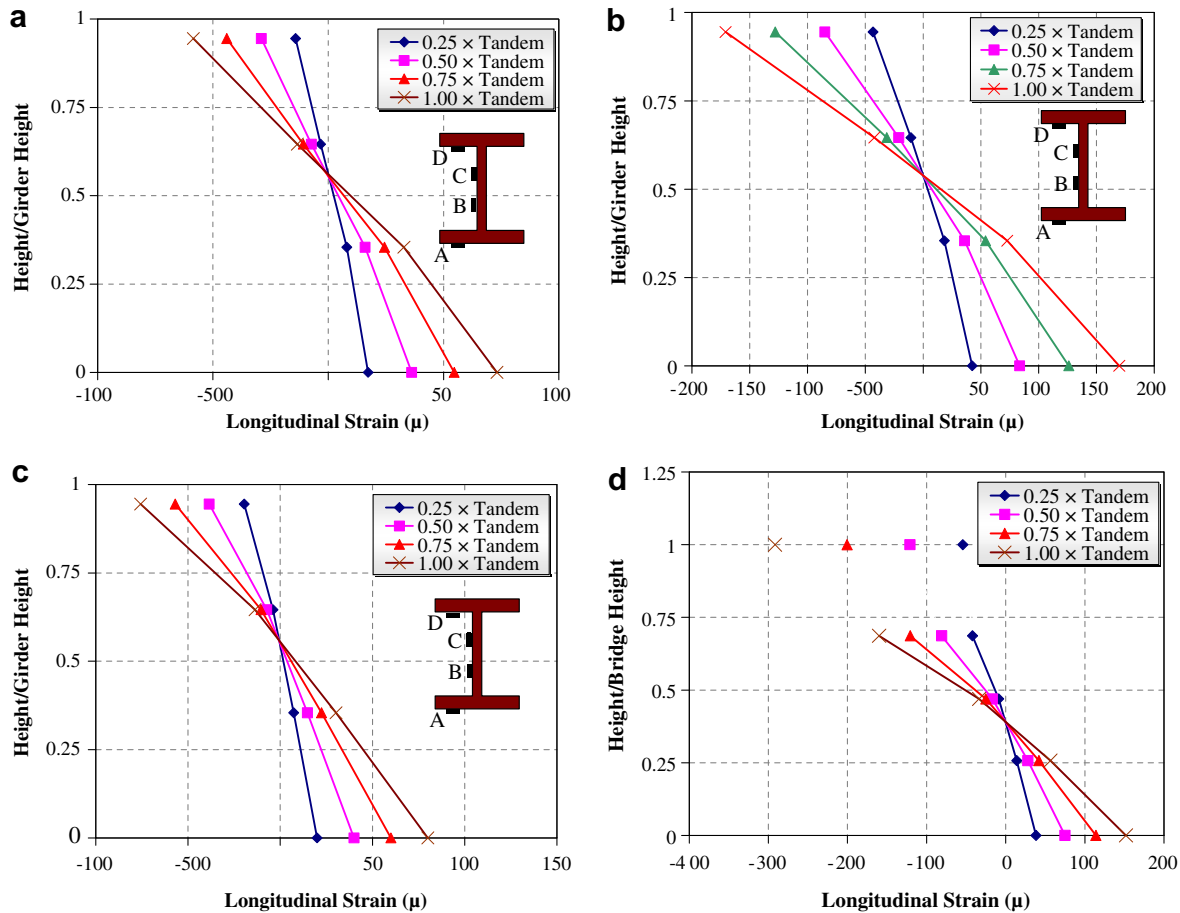 a
1
0.75
0.5
0.25
0
Height/Girder Height
0.25 × Tandem
0.50 × Tandem
0.75 × Tandem
1.00 × Tandem
D
C
B
A
-100
-500
50
100
Longitudinal Strain (µ)
b
1
0.75
0.5
0.25
0
Height/Girder Height
0.25 × Tandem
0.50 × Tandem
0.75 × Tandem
1.00 × Tandem
D
C
B
A
-200
-150
-100
-500
50
100
150
200
Longitudinal Strain (µ)
c
1
0.75
0.5
0.25
0
Height/Girder Height
0.25 × Tandem
0.50 × Tandem
0.75 × Tandem
1.00 × Tandem
D
C
B
A
-100
-500
50
100
150
Longitudinal Strain (µ)
d
1.25
1
0.75
0.5
0.25
0
Height/Bridge Height
0.25 × Tandem
0.50 × Tandem
0.75 × Tandem
1.00 × Tandem
-4 00
-300
-200
-100
0
100
200
Longitudinal Strain (µ)